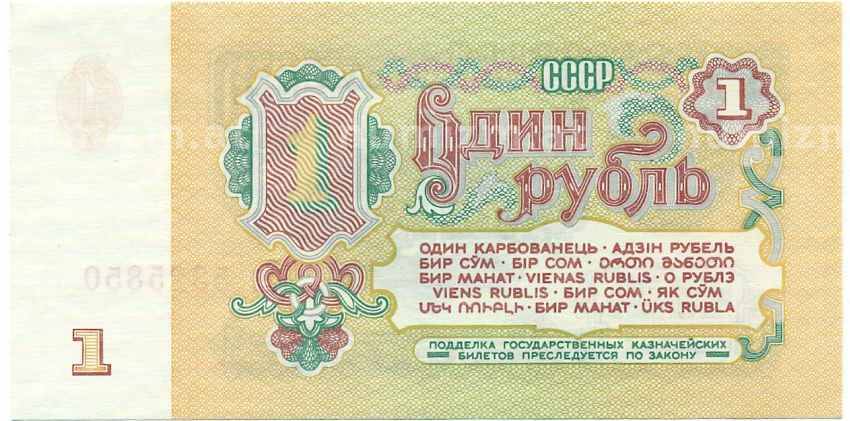 СССР
1
1
Один
рубль
ОДИН КАРБОВАНЕЦЬ · АДЗІН РУБЕЛЬ
БИР СЎМ · БІР СОМ · ᲔᲠᲗᲘ ᲛᲐᲜᲔᲗᲘ
БИР МАНАТ · VIENAS RUBLIS · О РУБЛЭ
VIENS RUBLIS · БИР СОМ · ЯК СЎМ
ՄԵԿ ՌՈՒԲԼԻ · БИР МАНАТ · ÜKS RUBLA
ПОДДЕЛКА ГОСУДАРСТВЕННЫХ КАЗНАЧЕЙСКИХ
БИЛЕТОВ ПРЕСЛЕДУЕТСЯ ПО ЗАКОНУ
1